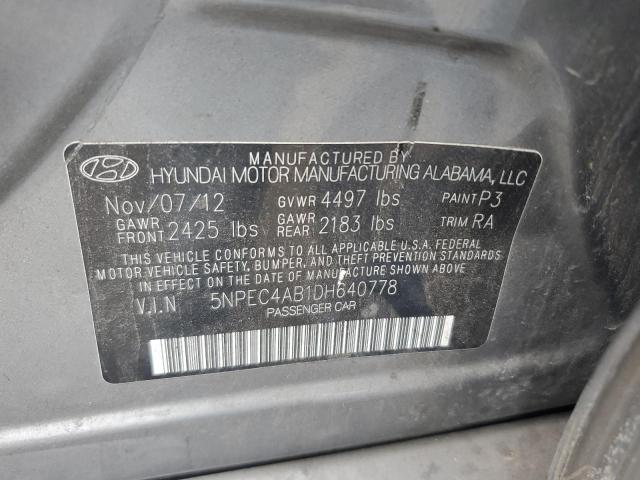 MANUFACTURED BY
HYUNDAI MOTOR MANUFACTURING ALABAMA, LLC
Nov/07/12 GVWR 4497 lbs PAINT P3
GAWR FRONT 2425 lbs GAWR REAR 2183 lbs TRIM RA
THIS VEHICLE CONFORMS TO ALL APPLICABLE U.S.A. FEDERAL
MOTOR VEHICLE SAFETY, BUMPER, AND THEFT PREVENTION STANDARDS
IN EFFECT ON THE DATE OF MANUFACTURE SHOWN ABOVE.
V.I.N 5NPEC4AB1DH640778
PASSENGER CAR